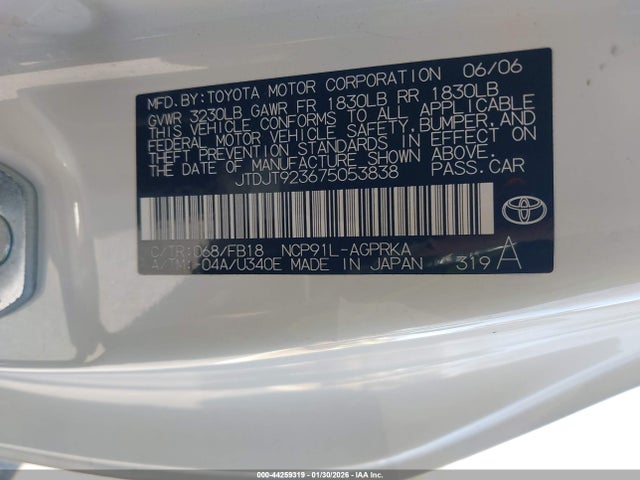 MFD.BY:TOYOTA MOTOR CORPORATION 06/06
GVWR 3230LB GAWR FR 1830LB RR 1830LB
THIS VEHICLE CONFORMS TO ALL APPLICABLE
FEDERAL MOTOR VEHICLE SAFETY,BUMPER,AND
THEFT PREVENTION STANDARDS IN EFFECT ON
THE DATE OF MANUFACTURE SHOWN ABOVE.
JTDJT923675053838 PASS.CAR
C/TR:068/FB18 NCP91L-AGPRKA
A/TM:-04A/U340E MADE IN JAPAN 319A
000-44259319 | 01/30/2026 - IAA, INC.